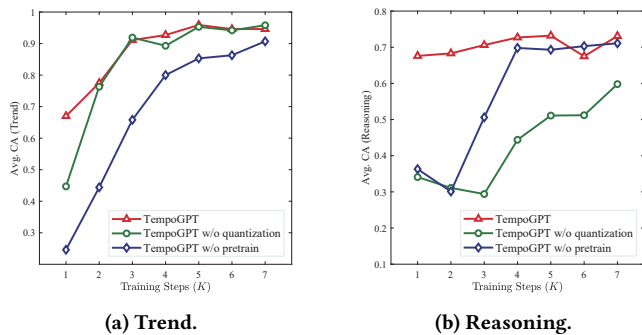 1
0.9
0.8
0.7
0.6
0.5
0.4
0.3
Avg. CA (Trend)
TempoGPT
TempoGPT w/o quantization
TempoGPT w/o pretrain
1 2 3 4 5 6 7
Training Steps (K)
(a) Trend.
0.8
0.7
0.6
0.5
0.4
0.3
0.2
0.1
Avg. CA (Reasoning)
TempoGPT
TempoGPT w/o quantization
TempoGPT w/o pretrain
1 2 3 4 5 6 7
Training Steps (K)
(b) Reasoning.